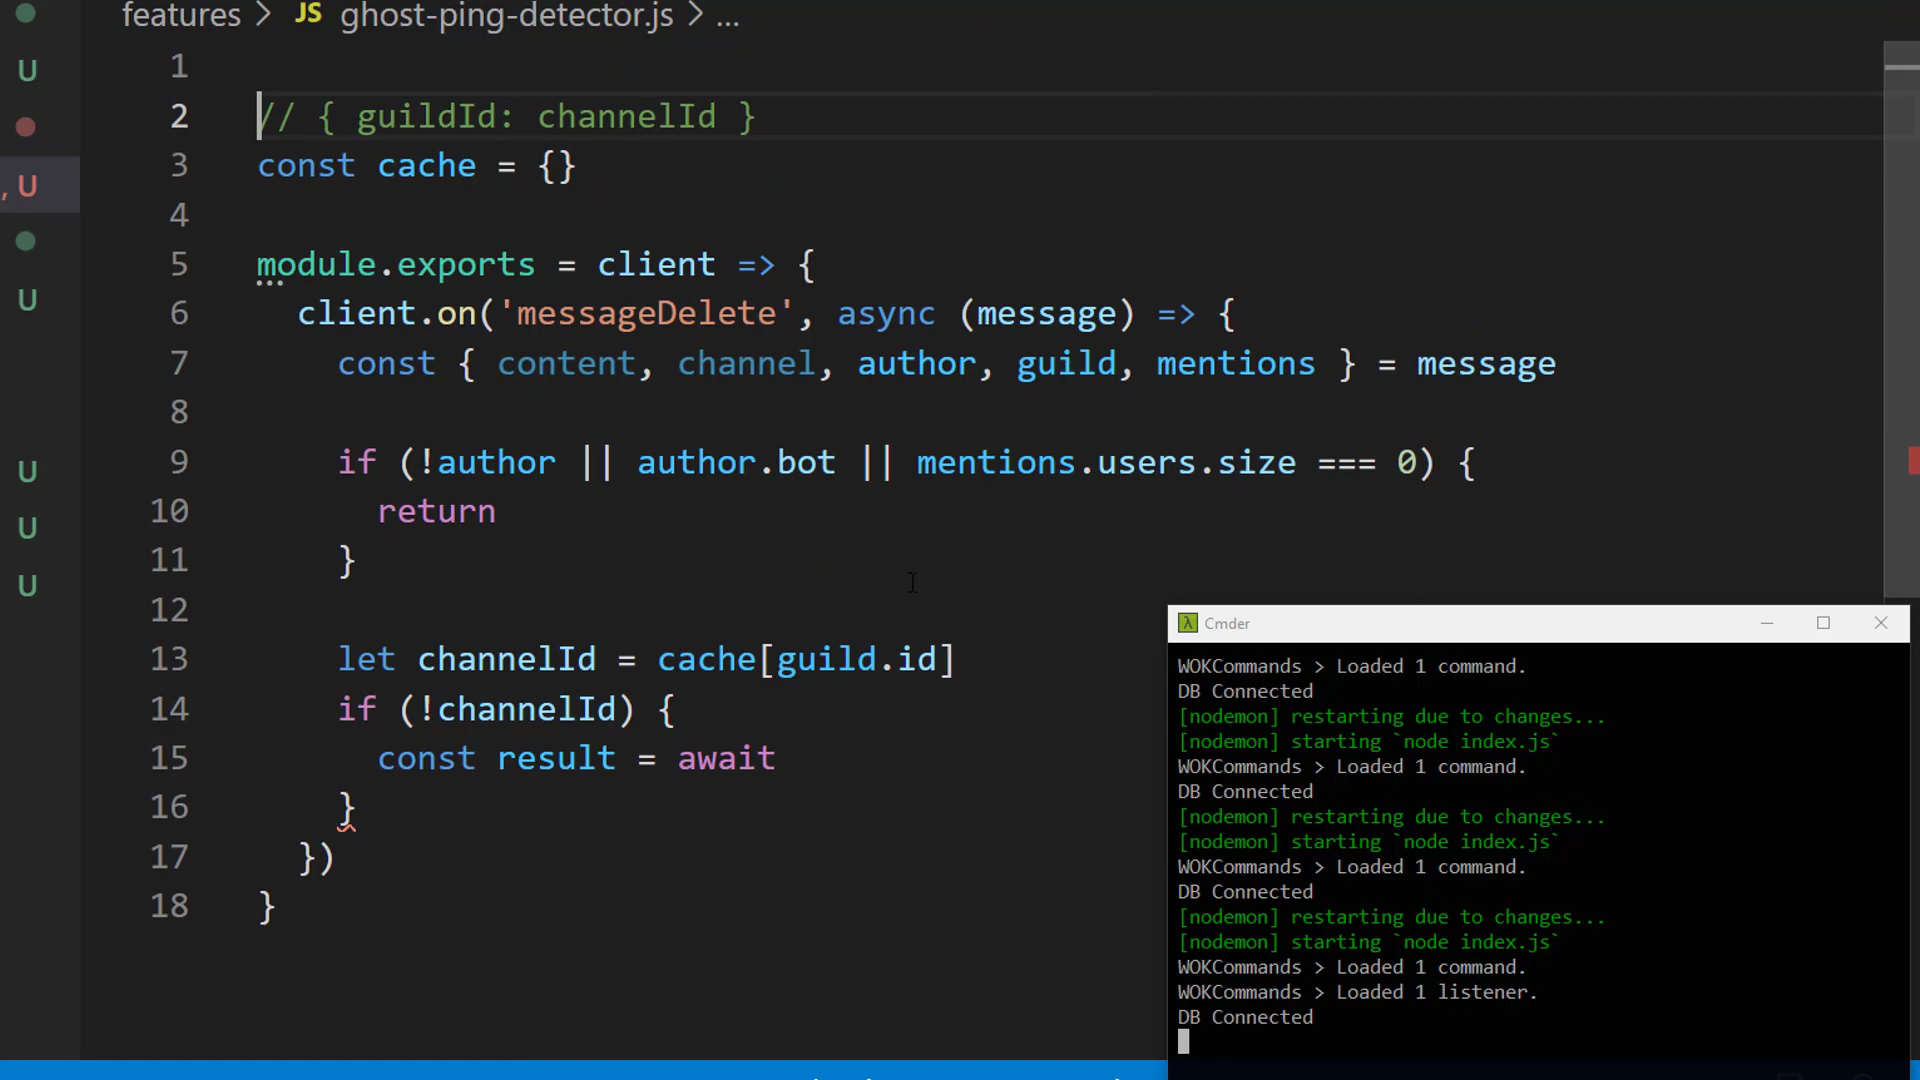 features > JS ghost-ping-detector.js > ...
1
2 // { guildId: channelId }
3 const cache = {}
4
5 module.exports = client => {
6 client.on('messageDelete', async (message) => {
7 const { content, channel, author, guild, mentions } = message
8
9 if (!author || author.bot || mentions.users.size === 0) {
10 return
11 }
12
13 let channelId = cache[guild.id]
14 if (!channelId) {
15 const result = await
16 }
17 })
18 }
U
, U
U
U
U
U
λ Cmder
WOKCommands > Loaded 1 command.
DB Connected
[nodemon] restarting due to changes...
[nodemon] starting `node index.js`
WOKCommands > Loaded 1 command.
DB Connected
[nodemon] restarting due to changes...
[nodemon] starting `node index.js`
WOKCommands > Loaded 1 command.
DB Connected
[nodemon] restarting due to changes...
[nodemon] starting `node index.js`
WOKCommands > Loaded 1 command.
WOKCommands > Loaded 1 listener.
DB Connected